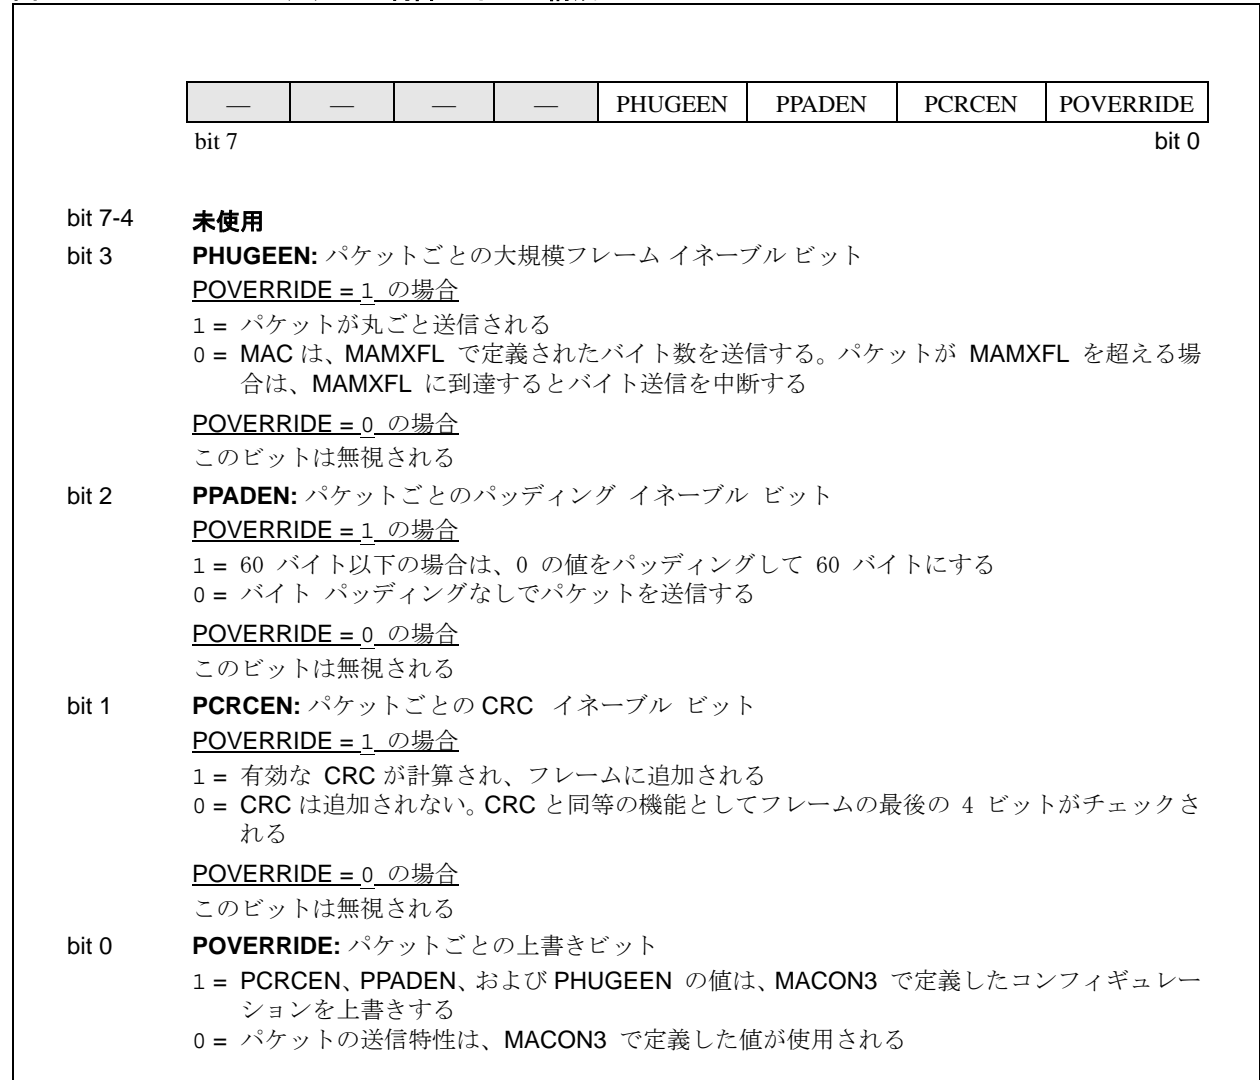 — — — — PHUGEEN PPADEN PCRCEN POVERRIDE
bit 7 bit 0
bit 7-4 未使用
bit 3 PHUGEEN: パケットごとの大規模フレーム イネーブル ビット
POVERRIDE = 1 の場合
1 = パケットが丸ごと送信される
0 = MAC は、MAMXFL で定義されたバイト数を送信する。パケットが MAMXFL を超える場
合は、MAMXFL に到達するとバイト送信を中断する
POVERRIDE = 0 の場合
このビットは無視される
bit 2 PPADEN: パケットごとのパッディング イネーブル ビット
POVERRIDE = 1 の場合
1 = 60 バイト以下の場合は、0 の値をパッディングして 60 バイトにする
0 = バイト パッディングなしでパケットを送信する
POVERRIDE = 0 の場合
このビットは無視される
bit 1 PCRCEN: パケットごとの CRC イネーブル ビット
POVERRIDE = 1 の場合
1 = 有効な CRC が計算され、フレームに追加される
0 = CRC は追加されない。CRC と同等の機能としてフレームの最後の 4 ビットがチェックさ
れる
POVERRIDE = 0 の場合
このビットは無視される
bit 0 POVERRIDE: パケットごとの上書きビット
1 = PCRCEN、PPADEN、および PHUGEEN の値は、MACON3 で定義したコンフィギュレー
ションを上書きする
0 = パケットの送信特性は、MACON3 で定義した値が使用される